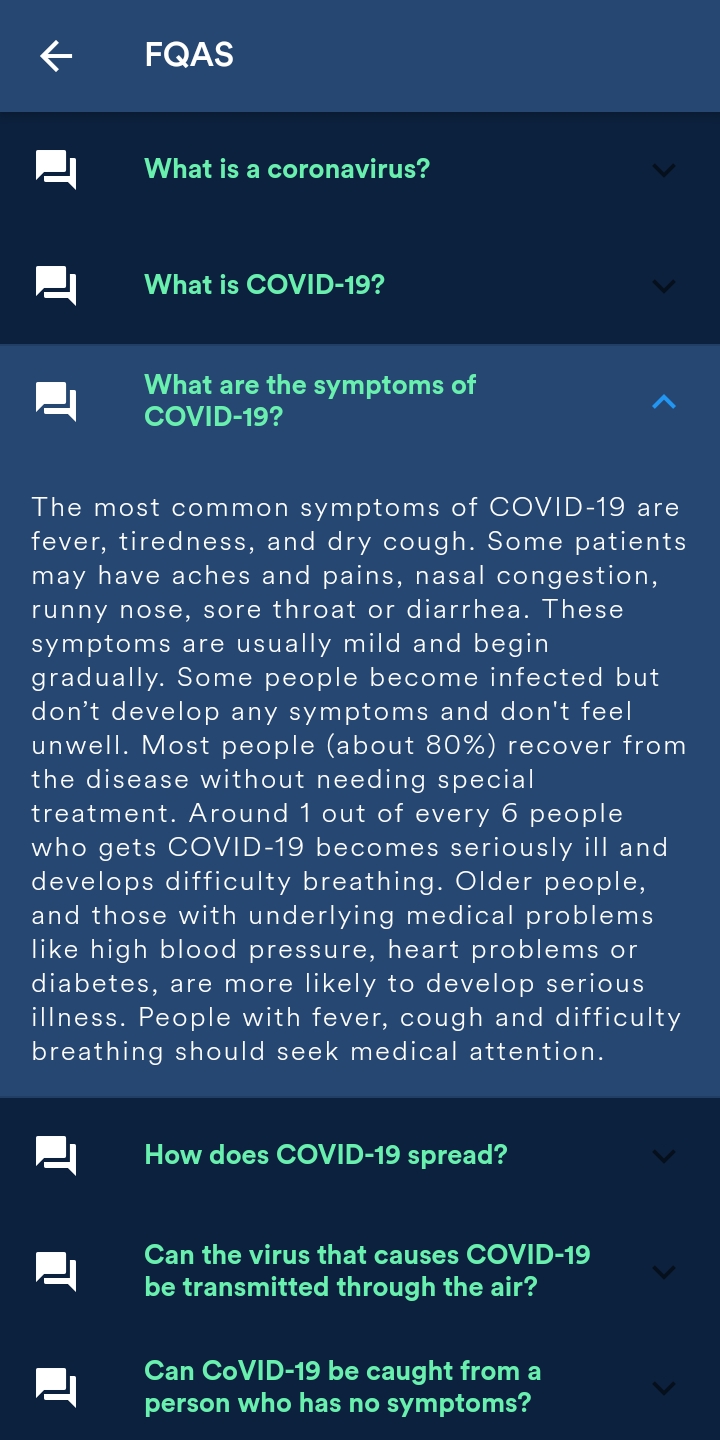 FQAS
What is a coronavirus?
What is COVID-19?
What are the symptoms of
COVID-19?
The most common symptoms of COVID-19 are
fever, tiredness, and dry cough. Some patients
may have aches and pains, nasal congestion,
runny nose, sore throat or diarrhea. These
symptoms are usually mild and begin
gradually. Some people become infected but
don’t develop any symptoms and don't feel
unwell. Most people (about 80%) recover from
the disease without needing special
treatment. Around 1 out of every 6 people
who gets COVID-19 becomes seriously ill and
develops difficulty breathing. Older people,
and those with underlying medical problems
like high blood pressure, heart problems or
diabetes, are more likely to develop serious
illness. People with fever, cough and difficulty
breathing should seek medical attention.
How does COVID-19 spread?
Can the virus that causes COVID-19
be transmitted through the air?
Can CoVID-19 be caught from a
person who has no symptoms?